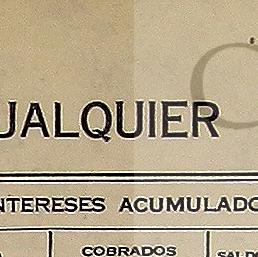 UALQUIER
NTERESES ACUMULADO
COBRADOS SALD